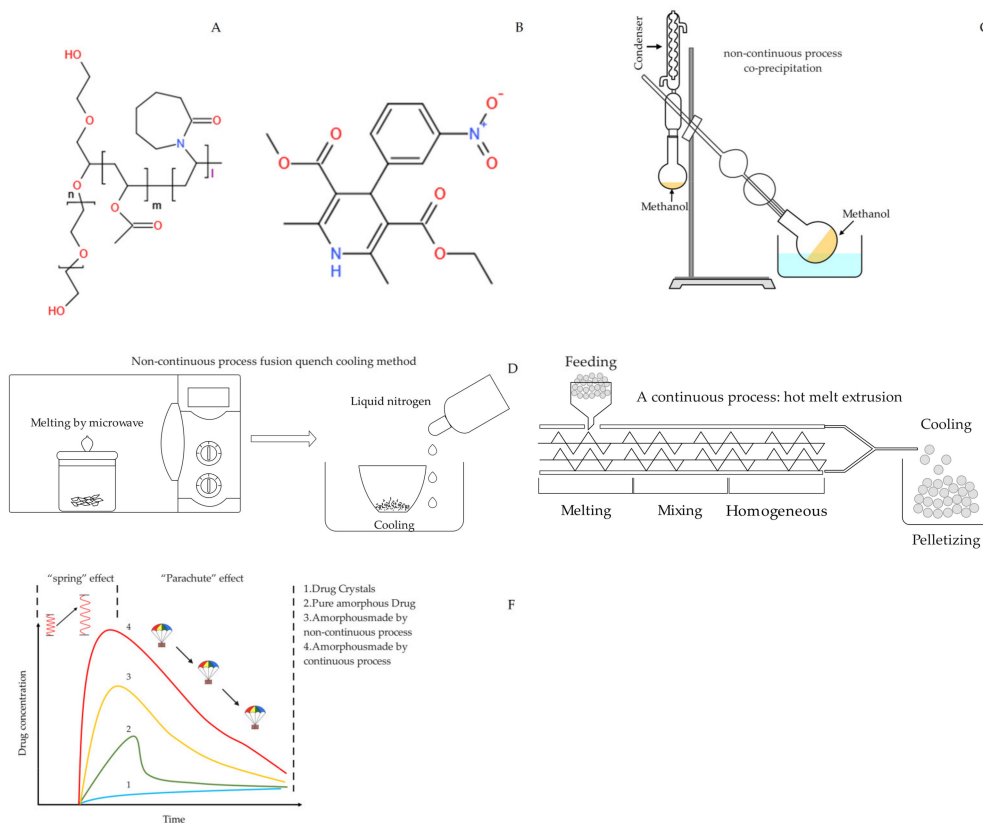 A
HO
O
O
N
O
n
m
l
O
O
O
O
HO
B
O⁻
N⁺
O
O
O
O
O
N
H
C
Condenser
non-continuous process
co-precipitation
Methanol
Methanol
Non-continuous process fusion quench cooling method
D
Melting by microwave
Liquid nitrogen
Cooling
Feeding
A continuous process: hot melt extrusion
Cooling
Melting
Mixing
Homogeneous
Pelletizing
"spring" effect
"Parachute" effect
1.Drug Crystals
2.Pure amorphous Drug
3.Amorphousmade by
non-continuous process
4.Amorphousmade by
continuous process
F
4
3
2
1
Drug concentration
Time